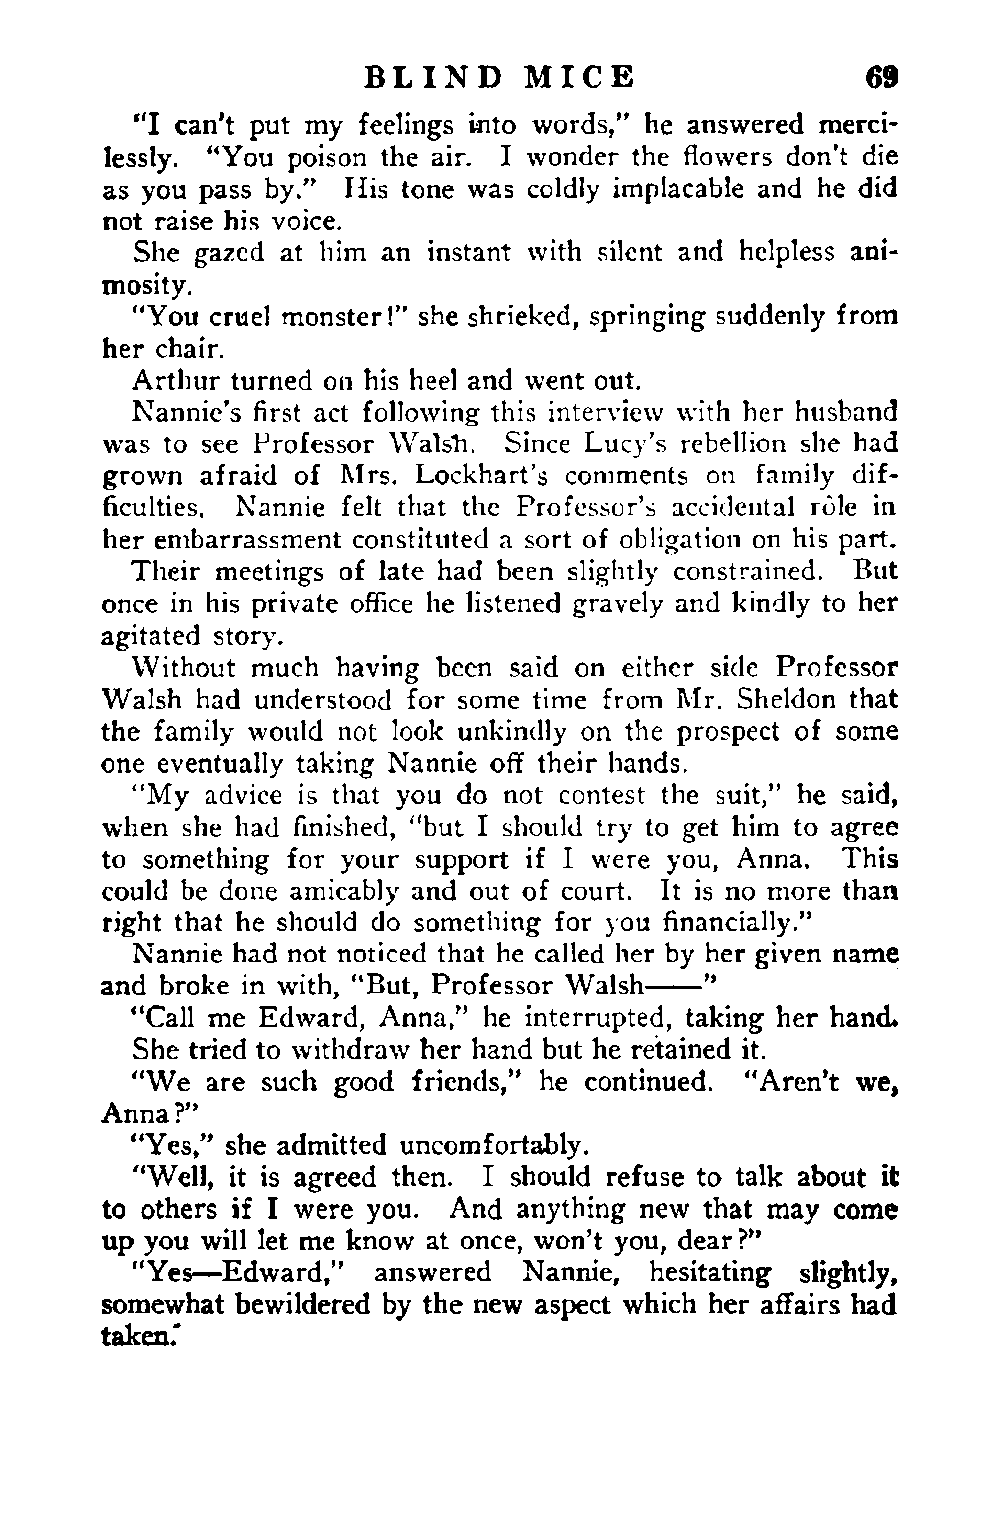 BLIND MICE 69
"I can't put my feelings into words," he answered merci-
lessly. "You poison the air. I wonder the flowers don't die
as you pass by." His tone was coldly implacable and he did
not raise his voice.
She gazed at him an instant with silent and helpless ani-
mosity.
"You cruel monster!" she shrieked, springing suddenly from
her chair.
Arthur turned on his heel and went out.
Nannie's first act following this interview with her husband
was to see Professor Walsh. Since Lucy's rebellion she had
grown afraid of Mrs. Lockhart's comments on family dif-
ficulties. Nannie felt that the Professor's accidental rôle in
her embarrassment constituted a sort of obligation on his part.
Their meetings of late had been slightly constrained. But
once in his private office he listened gravely and kindly to her
agitated story.
Without much having been said on either side Professor
Walsh had understood for some time from Mr. Sheldon that
the family would not look unkindly on the prospect of some
one eventually taking Nannie off their hands.
"My advice is that you do not contest the suit," he said,
when she had finished, "but I should try to get him to agree
to something for your support if I were you, Anna. This
could be done amicably and out of court. It is no more than
right that he should do something for you financially."
Nannie had not noticed that he called her by her given name
and broke in with, "But, Professor Walsh——"
"Call me Edward, Anna," he interrupted, taking her hand.
She tried to withdraw her hand but he retained it.
"We are such good friends," he continued. "Aren't we,
Anna?"
"Yes," she admitted uncomfortably.
"Well, it is agreed then. I should refuse to talk about it
to others if I were you. And anything new that may come
up you will let me know at once, won't you, dear?"
"Yes—Edward," answered Nannie, hesitating slightly,
somewhat bewildered by the new aspect which her affairs had
taken.